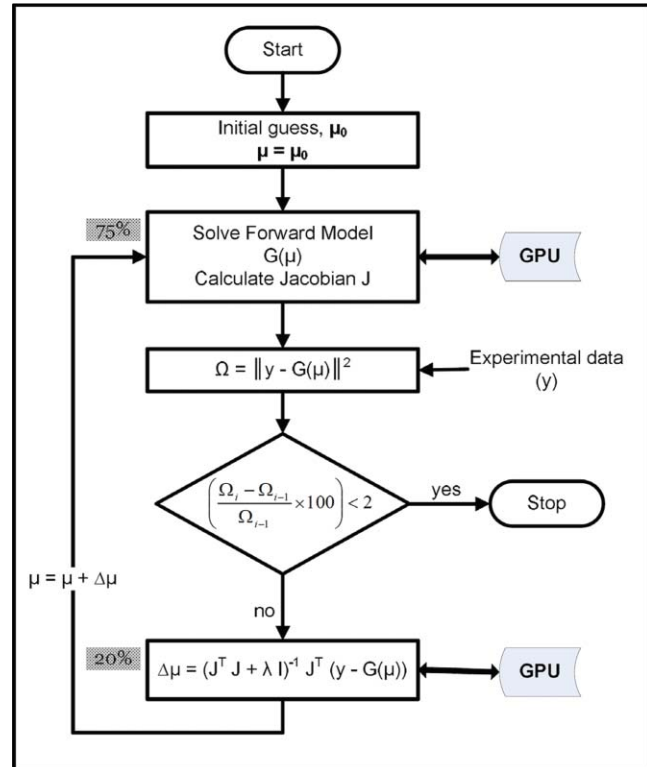 Start
Initial guess, μ₀
μ = μ₀
75%
Solve Forward Model
G(μ)
Calculate Jacobian J
GPU
Ω = ‖y - G(μ)‖²
Experimental data
(y)
((Ωᵢ − Ωᵢ₋₁)/Ωᵢ₋₁ ×100) < 2
yes
Stop
μ = μ + Δμ
no
20%
Δμ = (Jᵀ J + λ I)⁻¹ Jᵀ (y - G(μ))
GPU